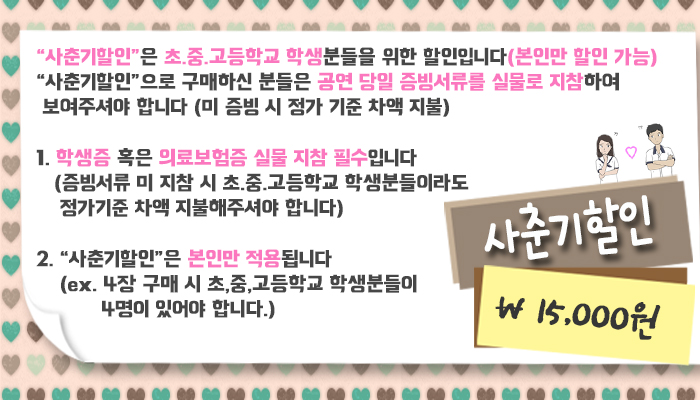 “사춘기할인”은 초.중.고등학교 학생분들을 위한 할인입니다(본인만 할인 가능)
“사춘기할인”으로 구매하신 분들은 공연 당일 증빙서류를 실물로 지참하여
보여주셔야 합니다 (미 증빙 시 정가 기준 차액 지불)
1. 학생증 혹은 의료보험증 실물 지참 필수입니다
(증빙서류 미 지참 시 초.중.고등학교 학생분들이라도
정가기준 차액 지불해주셔야 합니다)
2. “사춘기할인”은 본인만 적용됩니다
(ex. 4장 구매 시 초,중,고등학교 학생분들이
4명이 있어야 합니다.)
사춘기할인
₩ 15,000원